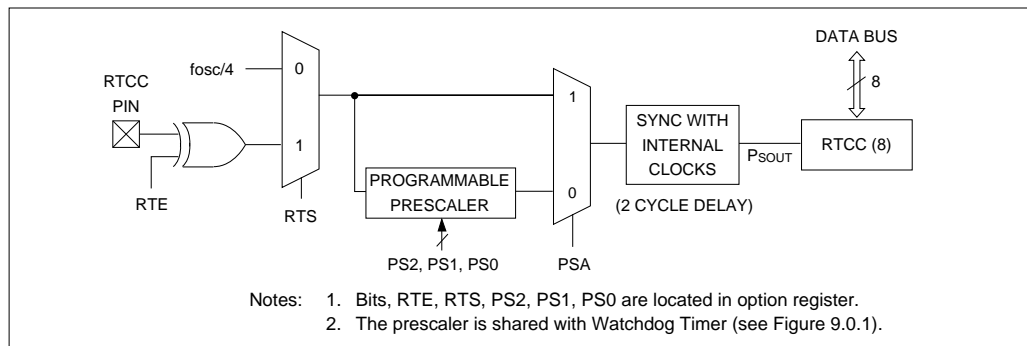 DATA BUS
8
fosc/4
0
RTCC
PIN
1
RTE
RTS
PROGRAMMABLE
PRESCALER
PS2, PS1, PS0
1
0
PSA
SYNC WITH
INTERNAL
CLOCKS
(2 CYCLE DELAY)
PSOUT
RTCC (8)
Notes: 1. Bits, RTE, RTS, PS2, PS1, PS0 are located in option register.
2. The prescaler is shared with Watchdog Timer (see Figure 9.0.1).